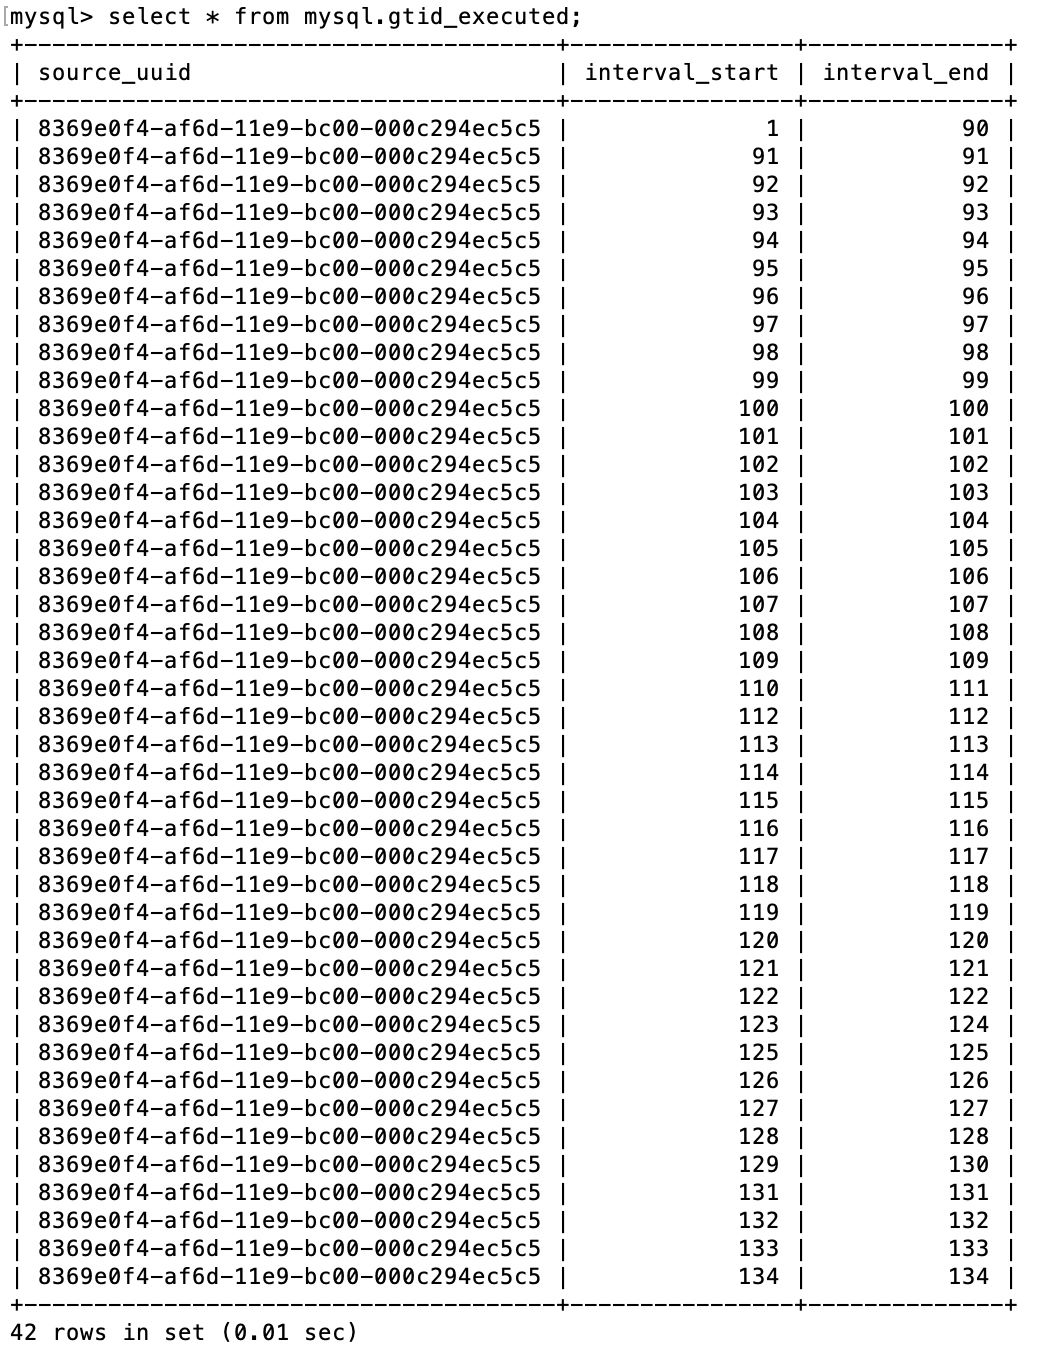 [mysql> select * from mysql.gtid_executed;
+--------------------------------------+----------------+--------------+
| source_uuid                          | interval_start | interval_end |
+--------------------------------------+----------------+--------------+
| 8369e0f4-af6d-11e9-bc00-000c294ec5c5 |              1 |           90 |
| 8369e0f4-af6d-11e9-bc00-000c294ec5c5 |             91 |           91 |
| 8369e0f4-af6d-11e9-bc00-000c294ec5c5 |             92 |           92 |
| 8369e0f4-af6d-11e9-bc00-000c294ec5c5 |             93 |           93 |
| 8369e0f4-af6d-11e9-bc00-000c294ec5c5 |             94 |           94 |
| 8369e0f4-af6d-11e9-bc00-000c294ec5c5 |             95 |           95 |
| 8369e0f4-af6d-11e9-bc00-000c294ec5c5 |             96 |           96 |
| 8369e0f4-af6d-11e9-bc00-000c294ec5c5 |             97 |           97 |
| 8369e0f4-af6d-11e9-bc00-000c294ec5c5 |             98 |           98 |
| 8369e0f4-af6d-11e9-bc00-000c294ec5c5 |             99 |           99 |
| 8369e0f4-af6d-11e9-bc00-000c294ec5c5 |            100 |          100 |
| 8369e0f4-af6d-11e9-bc00-000c294ec5c5 |            101 |          101 |
| 8369e0f4-af6d-11e9-bc00-000c294ec5c5 |            102 |          102 |
| 8369e0f4-af6d-11e9-bc00-000c294ec5c5 |            103 |          103 |
| 8369e0f4-af6d-11e9-bc00-000c294ec5c5 |            104 |          104 |
| 8369e0f4-af6d-11e9-bc00-000c294ec5c5 |            105 |          105 |
| 8369e0f4-af6d-11e9-bc00-000c294ec5c5 |            106 |          106 |
| 8369e0f4-af6d-11e9-bc00-000c294ec5c5 |            107 |          107 |
| 8369e0f4-af6d-11e9-bc00-000c294ec5c5 |            108 |          108 |
| 8369e0f4-af6d-11e9-bc00-000c294ec5c5 |            109 |          109 |
| 8369e0f4-af6d-11e9-bc00-000c294ec5c5 |            110 |          111 |
| 8369e0f4-af6d-11e9-bc00-000c294ec5c5 |            112 |          112 |
| 8369e0f4-af6d-11e9-bc00-000c294ec5c5 |            113 |          113 |
| 8369e0f4-af6d-11e9-bc00-000c294ec5c5 |            114 |          114 |
| 8369e0f4-af6d-11e9-bc00-000c294ec5c5 |            115 |          115 |
| 8369e0f4-af6d-11e9-bc00-000c294ec5c5 |            116 |          116 |
| 8369e0f4-af6d-11e9-bc00-000c294ec5c5 |            117 |          117 |
| 8369e0f4-af6d-11e9-bc00-000c294ec5c5 |            118 |          118 |
| 8369e0f4-af6d-11e9-bc00-000c294ec5c5 |            119 |          119 |
| 8369e0f4-af6d-11e9-bc00-000c294ec5c5 |            120 |          120 |
| 8369e0f4-af6d-11e9-bc00-000c294ec5c5 |            121 |          121 |
| 8369e0f4-af6d-11e9-bc00-000c294ec5c5 |            122 |          122 |
| 8369e0f4-af6d-11e9-bc00-000c294ec5c5 |            123 |          124 |
| 8369e0f4-af6d-11e9-bc00-000c294ec5c5 |            125 |          125 |
| 8369e0f4-af6d-11e9-bc00-000c294ec5c5 |            126 |          126 |
| 8369e0f4-af6d-11e9-bc00-000c294ec5c5 |            127 |          127 |
| 8369e0f4-af6d-11e9-bc00-000c294ec5c5 |            128 |          128 |
| 8369e0f4-af6d-11e9-bc00-000c294ec5c5 |            129 |          130 |
| 8369e0f4-af6d-11e9-bc00-000c294ec5c5 |            131 |          131 |
| 8369e0f4-af6d-11e9-bc00-000c294ec5c5 |            132 |          132 |
| 8369e0f4-af6d-11e9-bc00-000c294ec5c5 |            133 |          133 |
| 8369e0f4-af6d-11e9-bc00-000c294ec5c5 |            134 |          134 |
+--------------------------------------+----------------+--------------+
42 rows in set (0.01 sec)